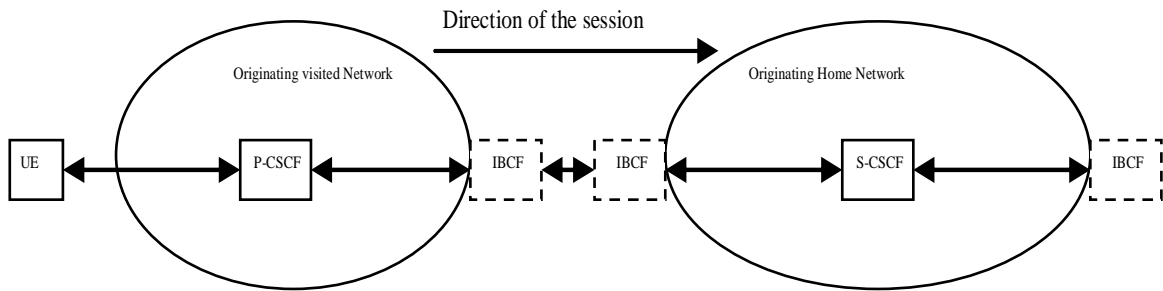 Direction of the session
Originating visited Network
Originating Home Network
UE
P-CSCF
IBCF
IBCF
S-CSCF
IBCF